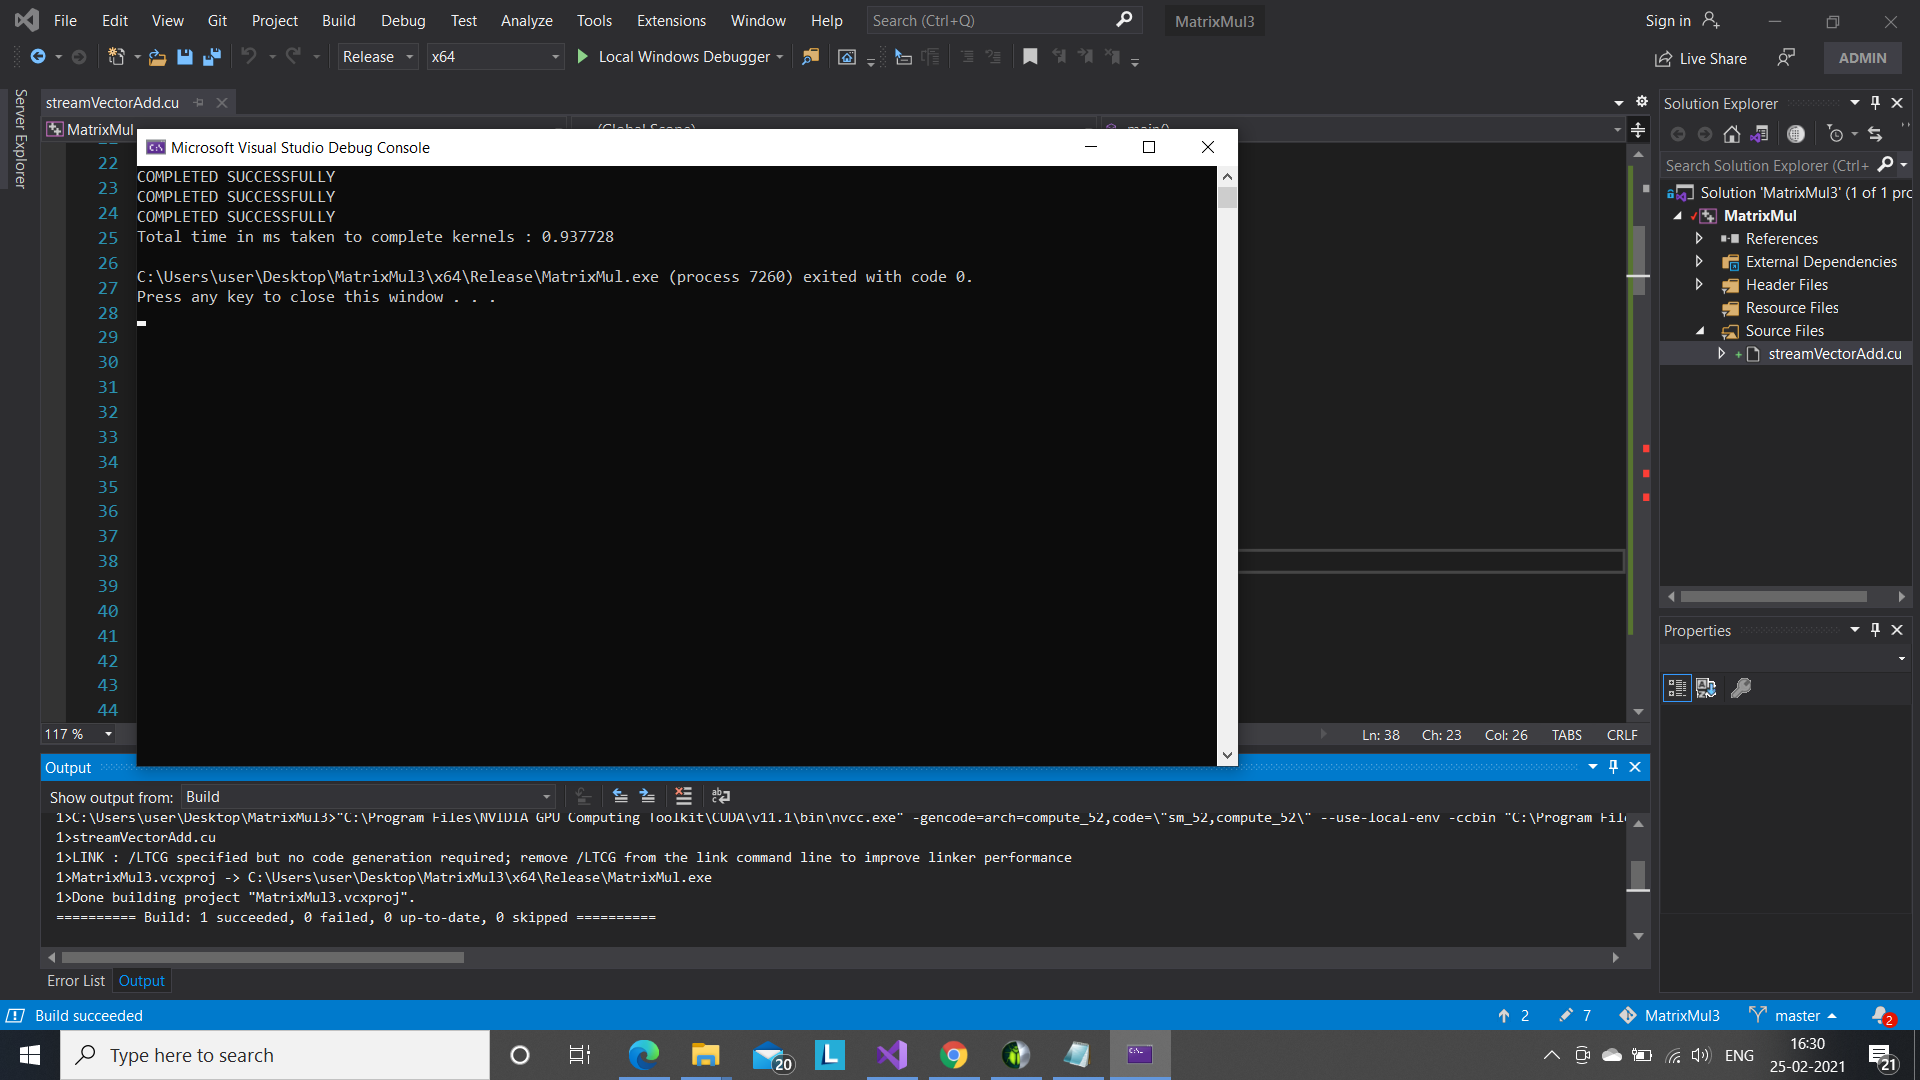 File Edit View Git Project Build Debug Test Analyze Tools Extensions Window Help Search (Ctrl+Q) MatrixMul3 Sign in
Release x64 Local Windows Debugger Live Share ADMIN
Server Explorer
streamVectorAdd.cu
MatrixMul
Microsoft Visual Studio Debug Console
COMPLETED SUCCESSFULLY
COMPLETED SUCCESSFULLY
COMPLETED SUCCESSFULLY
Total time in ms taken to complete kernels : 0.937728
C:\Users\user\Desktop\MatrixMul3\x64\Release\MatrixMul.exe (process 7260) exited with code 0.
Press any key to close this window . . .
22
23
24
25
26
27
28
29
30
31
32
33
34
35
36
37
38
39
40
41
42
43
44
117 % Ln: 38 Ch: 23 Col: 26 TABS CRLF
Solution Explorer
Search Solution Explorer (Ctrl+
Solution 'MatrixMul3' (1 of 1 pro
MatrixMul
References
External Dependencies
Header Files
Resource Files
Source Files
streamVectorAdd.cu
Properties
Output
Show output from: Build
1>C:\Users\user\Desktop\MatrixMul3>"C:\Program Files\NVIDIA GPU Computing Toolkit\CUDA\v11.1\bin\nvcc.exe" -gencode=arch=compute_52,code=\"sm_52,compute_52\" --use-local-env -ccbin "C:\Program Fil
1>streamVectorAdd.cu
1>LINK : /LTCG specified but no code generation required; remove /LTCG from the link command line to improve linker performance
1>MatrixMul3.vcxproj -> C:\Users\user\Desktop\MatrixMul3\x64\Release\MatrixMul.exe
1>Done building project "MatrixMul3.vcxproj".
========== Build: 1 succeeded, 0 failed, 0 up-to-date, 0 skipped ==========
Error List Output
Build succeeded 2 7 MatrixMul3 master 2
Type here to search 20 ENG 16:30
25-02-2021 21